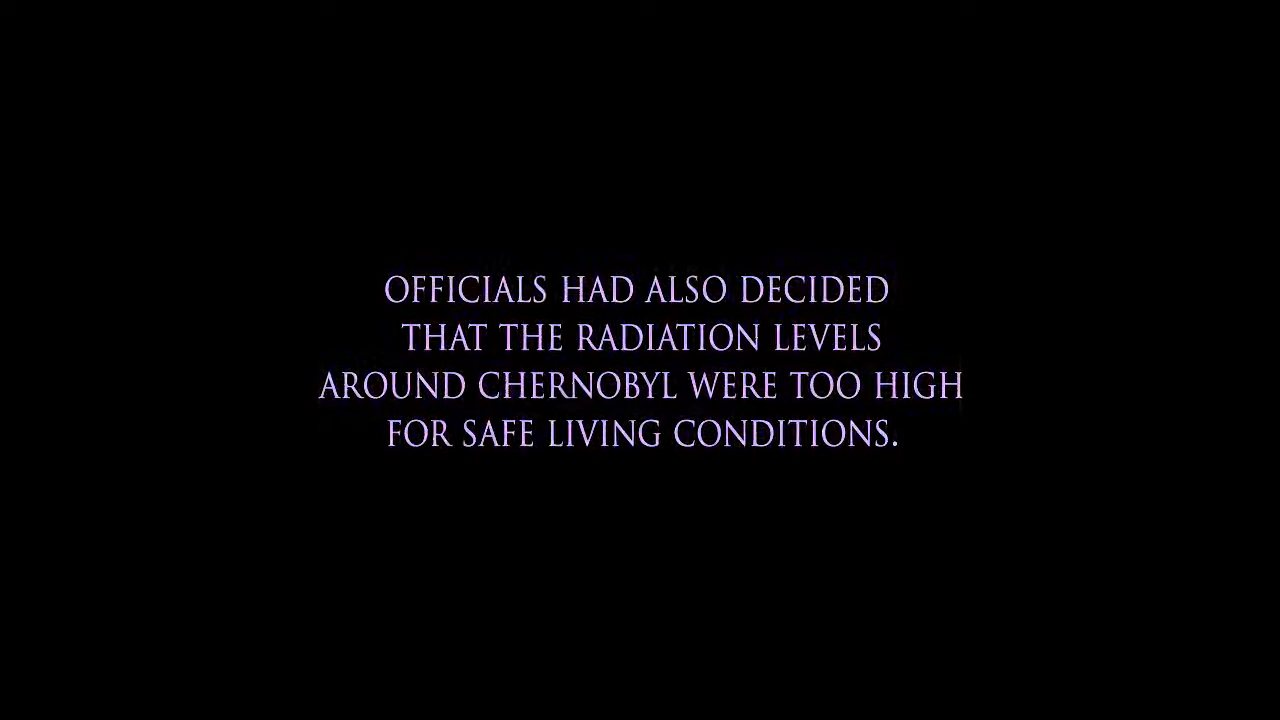 OFFICIALS HAD ALSO DECIDED
THAT THE RADIATION LEVELS
AROUND CHERNOBYL WERE TOO HIGH
FOR SAFE LIVING CONDITIONS.